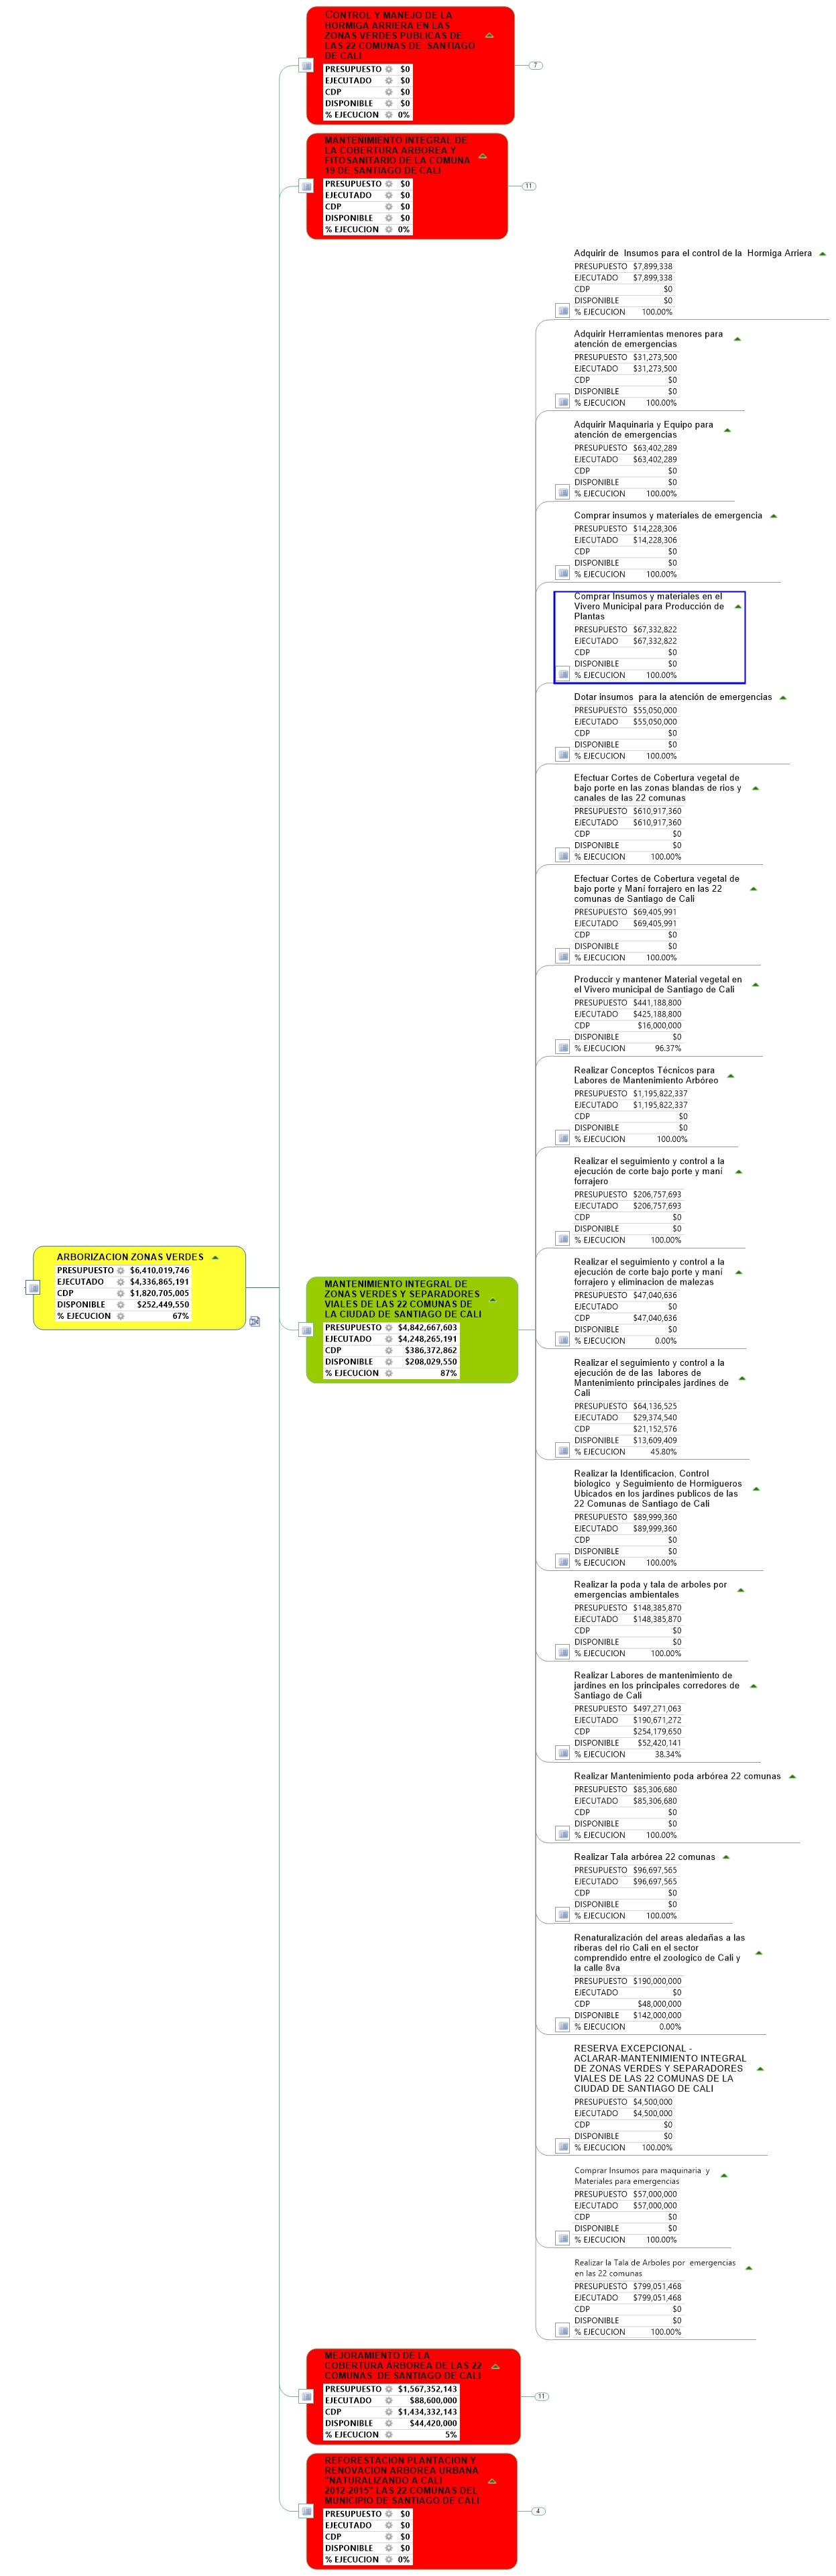 CONTROL Y MANEJO DE LA
HORMIGA ARRIERA EN LAS
ZONAS VERDES PUBLICAS DE
LAS 22 COMUNAS DE SANTIAGO
DE CALI
PRESUPUESTO $0
EJECUTADO $0
CDP $0
DISPONIBLE $0
% EJECUCION 0%
7
MANTENIMIENTO INTEGRAL DE
LA COBERTURA ARBOREA Y
FITOSANITARIO DE LA COMUNA
19 DE SANTIAGO DE CALI
PRESUPUESTO $0
EJECUTADO $0
CDP $0
DISPONIBLE $0
% EJECUCION 0%
11
ARBORIZACION ZONAS VERDES
PRESUPUESTO $6,410,019,746
EJECUTADO $4,336,865,191
CDP $1,820,705,005
DISPONIBLE $252,449,550
% EJECUCION 67%
MANTENIMIENTO INTEGRAL DE
ZONAS VERDES Y SEPARADORES
VIALES DE LAS 22 COMUNAS DE
LA CIUDAD DE SANTIAGO DE CALI
PRESUPUESTO $4,842,667,603
EJECUTADO $4,248,265,191
CDP $386,372,862
DISPONIBLE $208,029,550
% EJECUCION 87%
Adquirir de Insumos para el control de la Hormiga Arriera
PRESUPUESTO $7,899,338
EJECUTADO $7,899,338
CDP $0
DISPONIBLE $0
% EJECUCION 100.00%
Adquirir Herramientas menores para
atención de emergencias
PRESUPUESTO $31,273,500
EJECUTADO $31,273,500
CDP $0
DISPONIBLE $0
% EJECUCION 100.00%
Adquirir Maquinaria y Equipo para
atención de emergencias
PRESUPUESTO $63,402,289
EJECUTADO $63,402,289
CDP $0
DISPONIBLE $0
% EJECUCION 100.00%
Comprar insumos y materiales de emergencia
PRESUPUESTO $14,228,306
EJECUTADO $14,228,306
CDP $0
DISPONIBLE $0
% EJECUCION 100.00%
Comprar Insumos y materiales en el
Vivero Municipal para Producción de
Plantas
PRESUPUESTO $67,332,822
EJECUTADO $67,332,822
CDP $0
DISPONIBLE $0
% EJECUCION 100.00%
Dotar insumos para la atención de emergencias
PRESUPUESTO $55,050,000
EJECUTADO $55,050,000
CDP $0
DISPONIBLE $0
% EJECUCION 100.00%
Efectuar Cortes de Cobertura vegetal de
bajo porte en las zonas blandas de rios y
canales de las 22 comunas
PRESUPUESTO $610,917,360
EJECUTADO $610,917,360
CDP $0
DISPONIBLE $0
% EJECUCION 100.00%
Efectuar Cortes de Cobertura vegetal de
bajo porte y Maní forrajero en las 22
comunas de Santiago de Cali
PRESUPUESTO $69,405,991
EJECUTADO $69,405,991
CDP $0
DISPONIBLE $0
% EJECUCION 100.00%
Produccir y mantener Material vegetal en
el Vivero municipal de Santiago de Cali
PRESUPUESTO $441,188,800
EJECUTADO $425,188,800
CDP $16,000,000
DISPONIBLE $0
% EJECUCION 96.37%
Realizar Conceptos Técnicos para
Labores de Mantenimiento Arbóreo
PRESUPUESTO $1,195,822,337
EJECUTADO $1,195,822,337
CDP $0
DISPONIBLE $0
% EJECUCION 100.00%
Realizar el seguimiento y control a la
ejecución de corte bajo porte y maní
forrajero
PRESUPUESTO $206,757,693
EJECUTADO $206,757,693
CDP $0
DISPONIBLE $0
% EJECUCION 100.00%
Realizar el seguimiento y control a la
ejecución de corte bajo porte y maní
forrajero y eliminacion de malezas
PRESUPUESTO $47,040,636
EJECUTADO $0
CDP $47,040,636
DISPONIBLE $0
% EJECUCION 0.00%
Realizar el seguimiento y control a la
ejecución de de las labores de
Mantenimiento principales jardines de
Cali
PRESUPUESTO $64,136,525
EJECUTADO $29,374,540
CDP $21,152,576
DISPONIBLE $13,609,409
% EJECUCION 45.80%
Realizar la Identificacion, Control
biologico y Seguimiento de Hormigueros
Ubicados en los jardines publicos de las
22 Comunas de Santiago de Cali
PRESUPUESTO $89,999,360
EJECUTADO $89,999,360
CDP $0
DISPONIBLE $0
% EJECUCION 100.00%
Realizar la poda y tala de arboles por
emergencias ambientales
PRESUPUESTO $148,385,870
EJECUTADO $148,385,870
CDP $0
DISPONIBLE $0
% EJECUCION 100.00%
Realizar Labores de mantenimiento de
jardines en los principales corredores de
Santiago de Cali
PRESUPUESTO $497,271,063
EJECUTADO $190,671,272
CDP $254,179,650
DISPONIBLE $52,420,141
% EJECUCION 38.34%
Realizar Mantenimiento poda arbórea 22 comunas
PRESUPUESTO $85,306,680
EJECUTADO $85,306,680
CDP $0
DISPONIBLE $0
% EJECUCION 100.00%
Realizar Tala arbórea 22 comunas
PRESUPUESTO $96,697,565
EJECUTADO $96,697,565
CDP $0
DISPONIBLE $0
% EJECUCION 100.00%
Renaturalización del areas aledañas a las
riberas del rio Cali en el sector
comprendido entre el zoologico de Cali y
la calle 8va
PRESUPUESTO $190,000,000
EJECUTADO $0
CDP $48,000,000
DISPONIBLE $142,000,000
% EJECUCION 0.00%
RESERVA EXCEPCIONAL -
ACLARAR-MANTENIMIENTO INTEGRAL
DE ZONAS VERDES Y SEPARADORES
VIALES DE LAS 22 COMUNAS DE LA
CIUDAD DE SANTIAGO DE CALI
PRESUPUESTO $4,500,000
EJECUTADO $4,500,000
CDP $0
DISPONIBLE $0
% EJECUCION 100.00%
Comprar Insumos para maquinaria y
Materiales para emergencias
PRESUPUESTO $57,000,000
EJECUTADO $57,000,000
CDP $0
DISPONIBLE $0
% EJECUCION 100.00%
Realizar la Tala de Arboles por emergencias
en las 22 comunas
PRESUPUESTO $799,051,468
EJECUTADO $799,051,468
CDP $0
DISPONIBLE $0
% EJECUCION 100.00%
MEJORAMIENTO DE LA
COBERTURA ÁRBOREA DE LAS 22
COMUNAS DE SANTIAGO DE CALI
PRESUPUESTO $1,567,352,143
EJECUTADO $88,600,000
CDP $1,434,332,143
DISPONIBLE $44,420,000
% EJECUCION 5%
11
REFORESTACION PLANTACION Y
RENOVACION ARBOREA URBANA
"NATURALIZANDO A CALI
2012-2015" LAS 22 COMUNAS DEL
MUNICIPIO DE SANTIAGO DE CALI
PRESUPUESTO $0
EJECUTADO $0
CDP $0
DISPONIBLE $0
% EJECUCION 0%
4